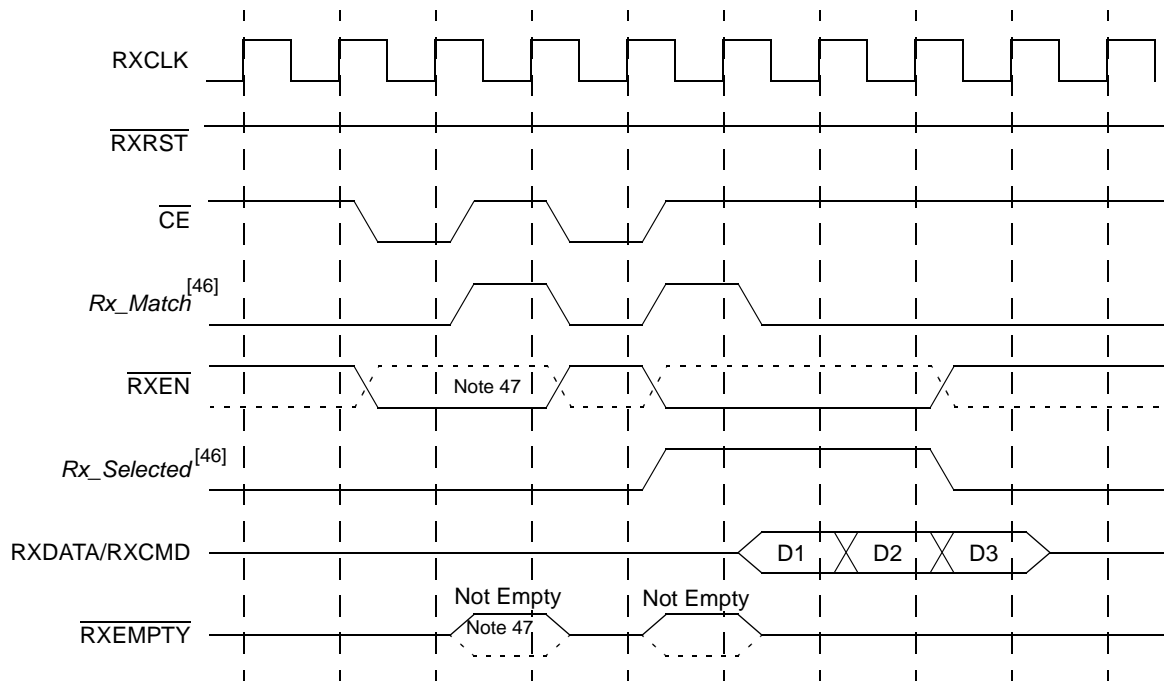 RXCLK
RXRST
CE
Rx_Match[46]
RXEN
Note 47
Rx_Selected[46]
RXDATA/RXCMD
D1 D2 D3
Not Empty Not Empty
RXEMPTY
Note 47